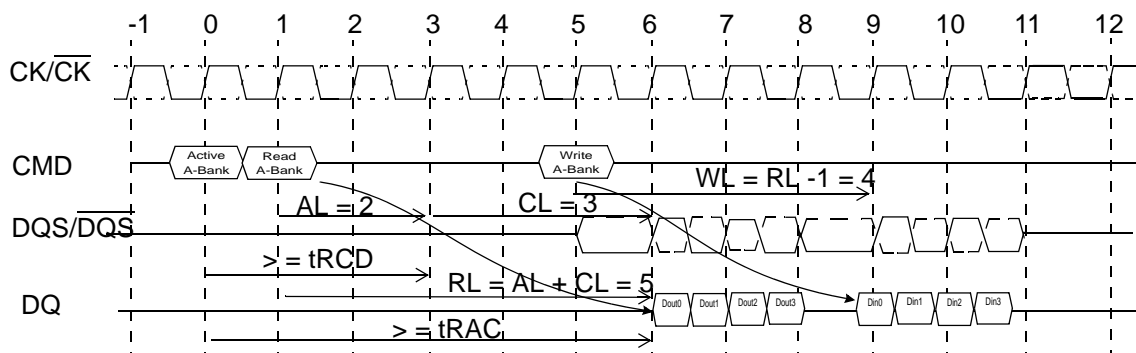 -1 0 1 2 3 4 5 6 7 8 9 10 11 12
CK/CK
CMD
Active
A-Bank
Read
A-Bank
Write
A-Bank
WL = RL -1 = 4
AL = 2
CL = 3
DQS/DQS
> = tRCD
RL = AL + CL = 5
DQ
Dout0 Dout1 Dout2 Dout3 Din0 Din1 Din2 Din3
> = tRAC